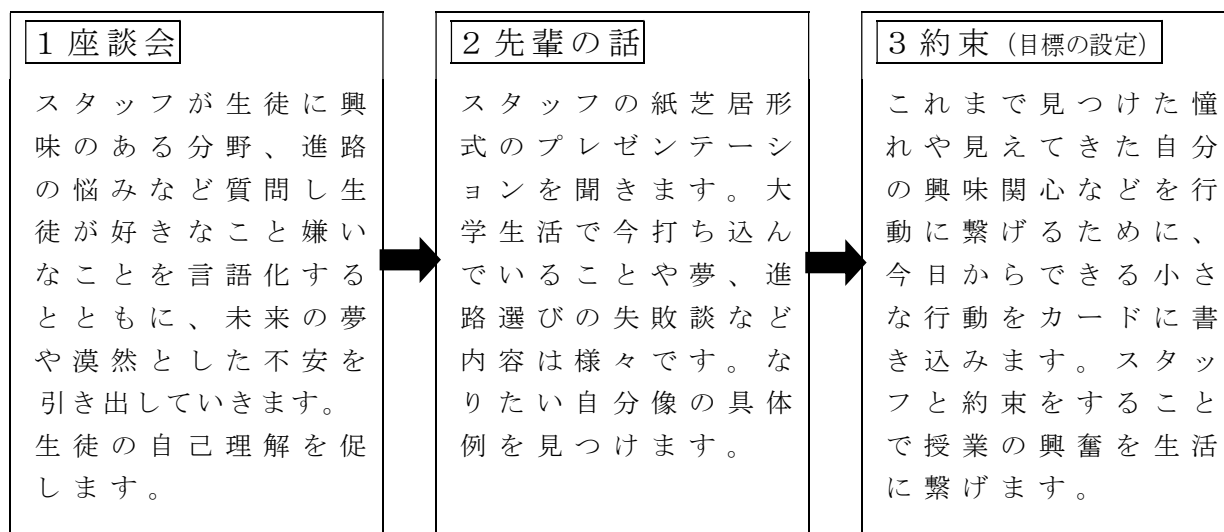 １座談会
スタッフが生徒に興
味のある分野、進路
の悩みなど質問し生
徒が好きなこと嫌い
なことを言語化する
とともに、未来の夢
や漠然とした不安を
引き出していきます。
生徒の自己理解を促
します。
２先輩の話
スタッフの紙芝居形
式のプレゼンテーシ
ョンを聞きます。大
学生活で今打ち込ん
でいることや夢、進
路選びの失敗談など
内容は様々です。な
りたい自分像の具体
例を見つけます。
３約束（目標の設定）
これまで見つけた憧
れや見えてきた自分
の興味関心などを行
動に繋げるために、
今日からできる小さ
な行動をカードに書
き込みます。スタッ
フと約束をすること
で授業の興奮を生活
に繋げます。